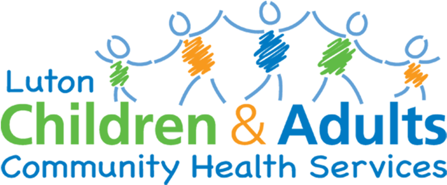 Luton
Children & Adults
Community Health Services